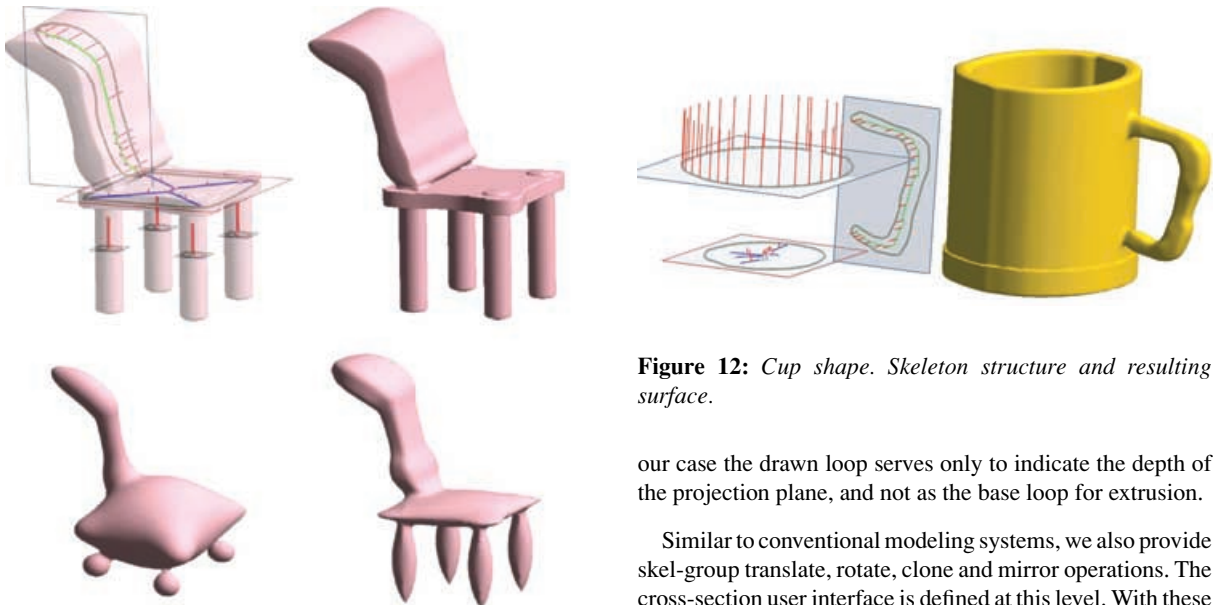 Figure 12: Cup shape. Skeleton structure and resulting
surface.
our case the drawn loop serves only to indicate the depth of
the projection plane, and not as the base loop for extrusion.
Similar to conventional modeling systems, we also provide
skel-group translate, rotate, clone and mirror operations. The
cross-section user interface is defined at this level. With these